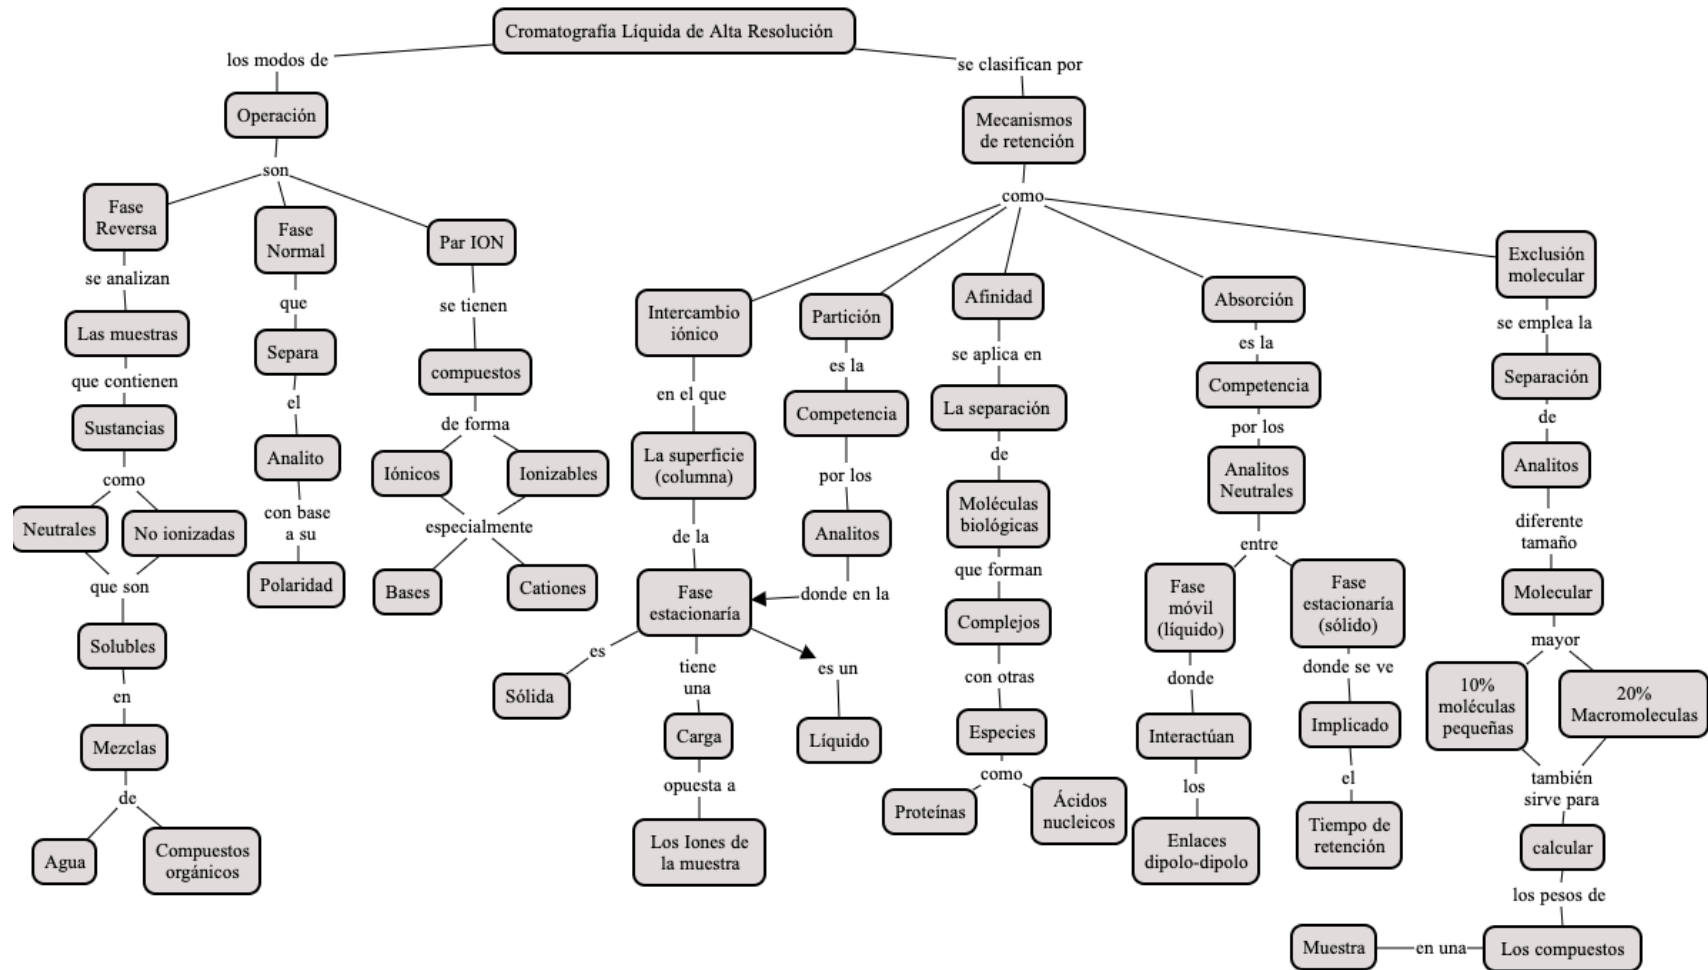 Cromatografía Líquida de Alta Resolución
los modos de
Operación
son
Fase
Reversa
se analizan
Las muestras
que contienen
Sustancias
como
Neutrales
No ionizadas
que son
Solubles
en
Mezclas
de
Agua
Compuestos
orgánicos
Fase
Normal
que
Separa
el
Analito
con base
a su
Polaridad
Par ION
se tienen
compuestos
de forma
Iónicos
Ionizables
especialmente
Bases
Cationes
se clasifican por
Mecanismos
de retención
como
Intercambio
iónico
en el que
La superficie
(columna)
de la
Fase
estacionaría
es
Sólida
tiene
una
Carga
opuesta a
Los Iones de
la muestra
es un
Líquido
Partición
es la
Competencia
por los
Analitos
donde en la
Afinidad
se aplica en
La separación
de
Moléculas
biológicas
que forman
Complejos
con otras
Especies
como
Proteínas
Ácidos
nucleicos
Absorción
es la
Competencia
por los
Analitos
Neutrales
entre
Fase
móvil
(líquido)
donde
Interactúan
los
Enlaces
dipolo-dipolo
Fase
estacionaría
(sólido)
donde se ve
Implicado
el
Tiempo de
retención
Exclusión
molecular
se emplea la
Separación
de
Analitos
diferente
tamaño
Molecular
mayor
10%
moléculas
pequeñas
20%
Macromoleculas
también
sirve para
calcular
los pesos de
Los compuestos
en una
Muestra